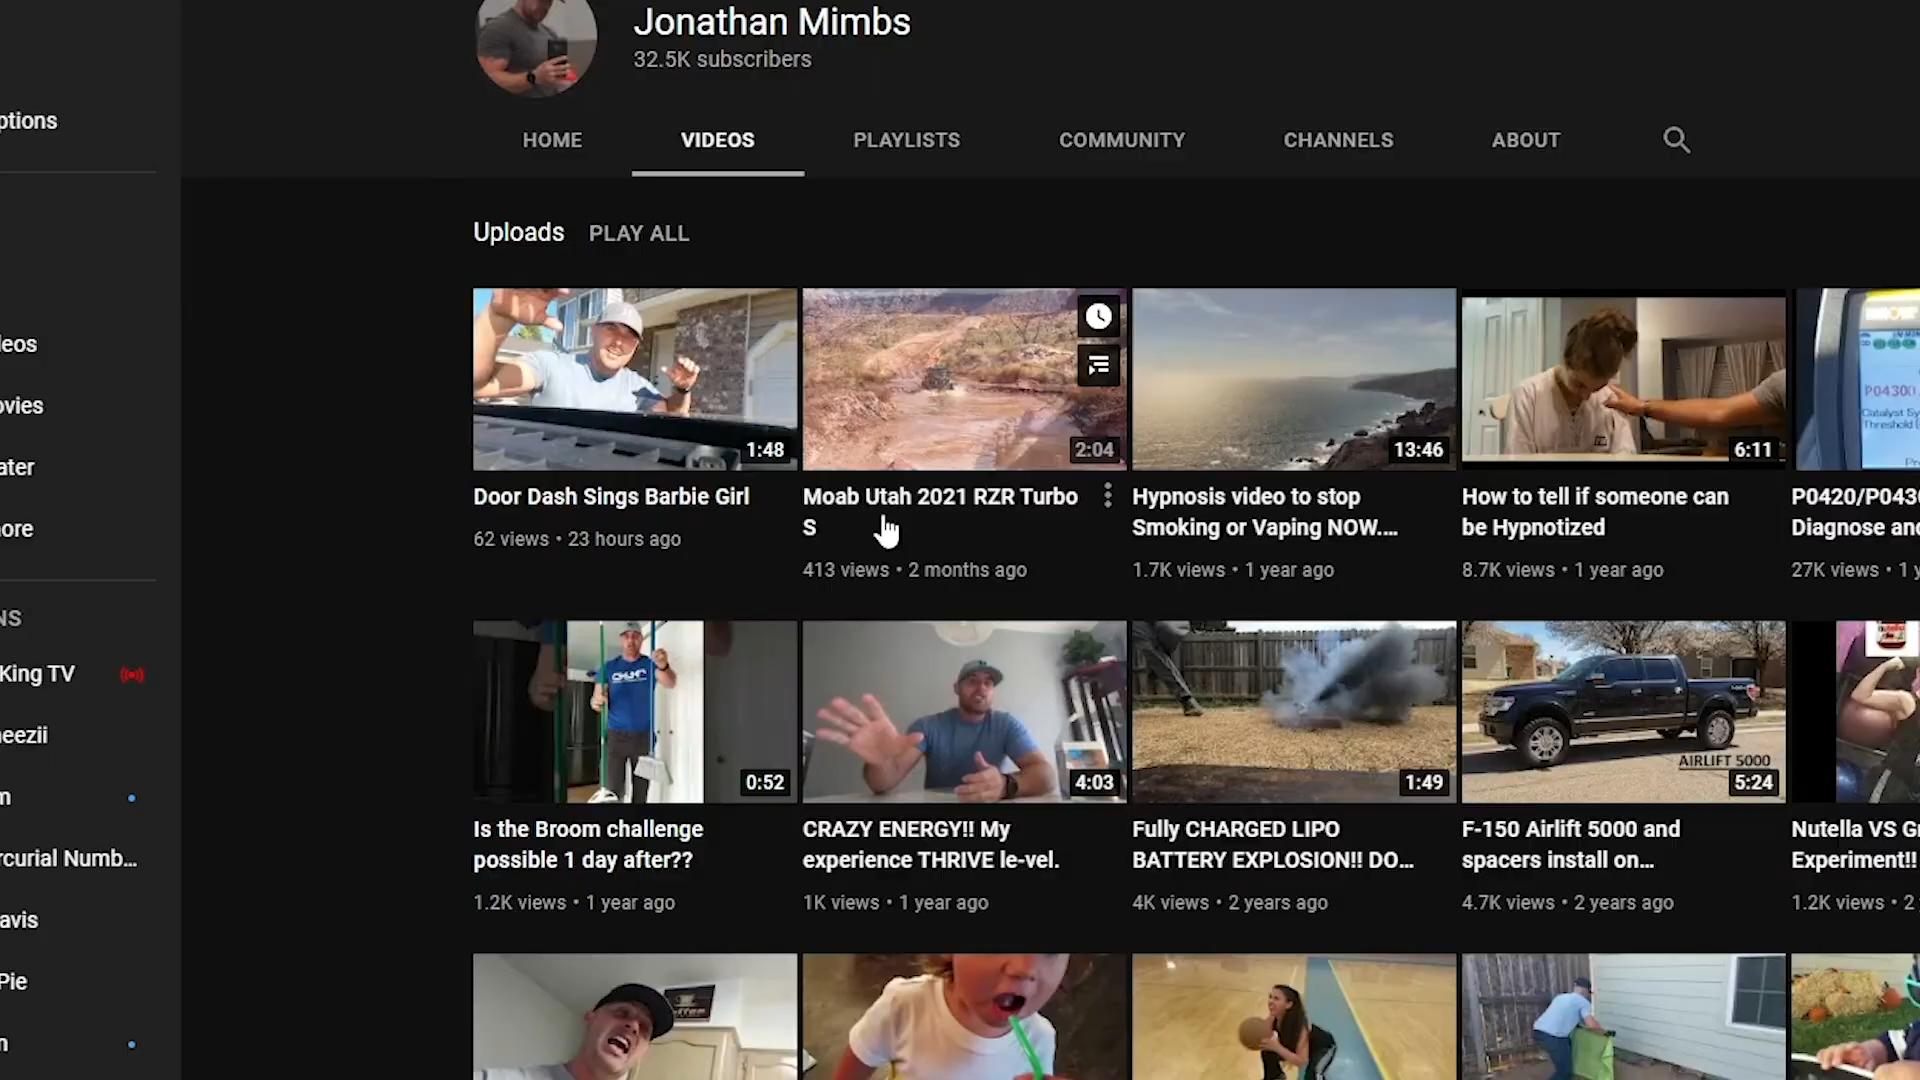 Jonathan Mimbs
32.5K subscribers
ptions
HOME VIDEOS PLAYLISTS COMMUNITY CHANNELS ABOUT
Uploads PLAY ALL
eos
ovies
ater
ore
NS
King TV
eezii
m
rcurial Numb...
avis
Pie
n
1:48
2:04
13:46
6:11
P0430
Catalyst Sy
Threshold
Door Dash Sings Barbie Girl
62 views • 23 hours ago
Moab Utah 2021 RZR Turbo
S
413 views • 2 months ago
Hypnosis video to stop
Smoking or Vaping NOW....
1.7K views • 1 year ago
How to tell if someone can
be Hypnotized
8.7K views • 1 year ago
P0420/P043
Diagnose and
27K views • 1 y
0:52
4:03
1:49
AIRLIFT 5000
5:24
Is the Broom challenge
possible 1 day after??
1.2K views • 1 year ago
CRAZY ENERGY!! My
experience THRIVE le-vel.
1K views • 1 year ago
Fully CHARGED LIPO
BATTERY EXPLOSION!! DO...
4K views • 2 years ago
F-150 Airlift 5000 and
spacers install on...
4.7K views • 2 years ago
Nutella VS G
Experiment!!
1.2K views • 2